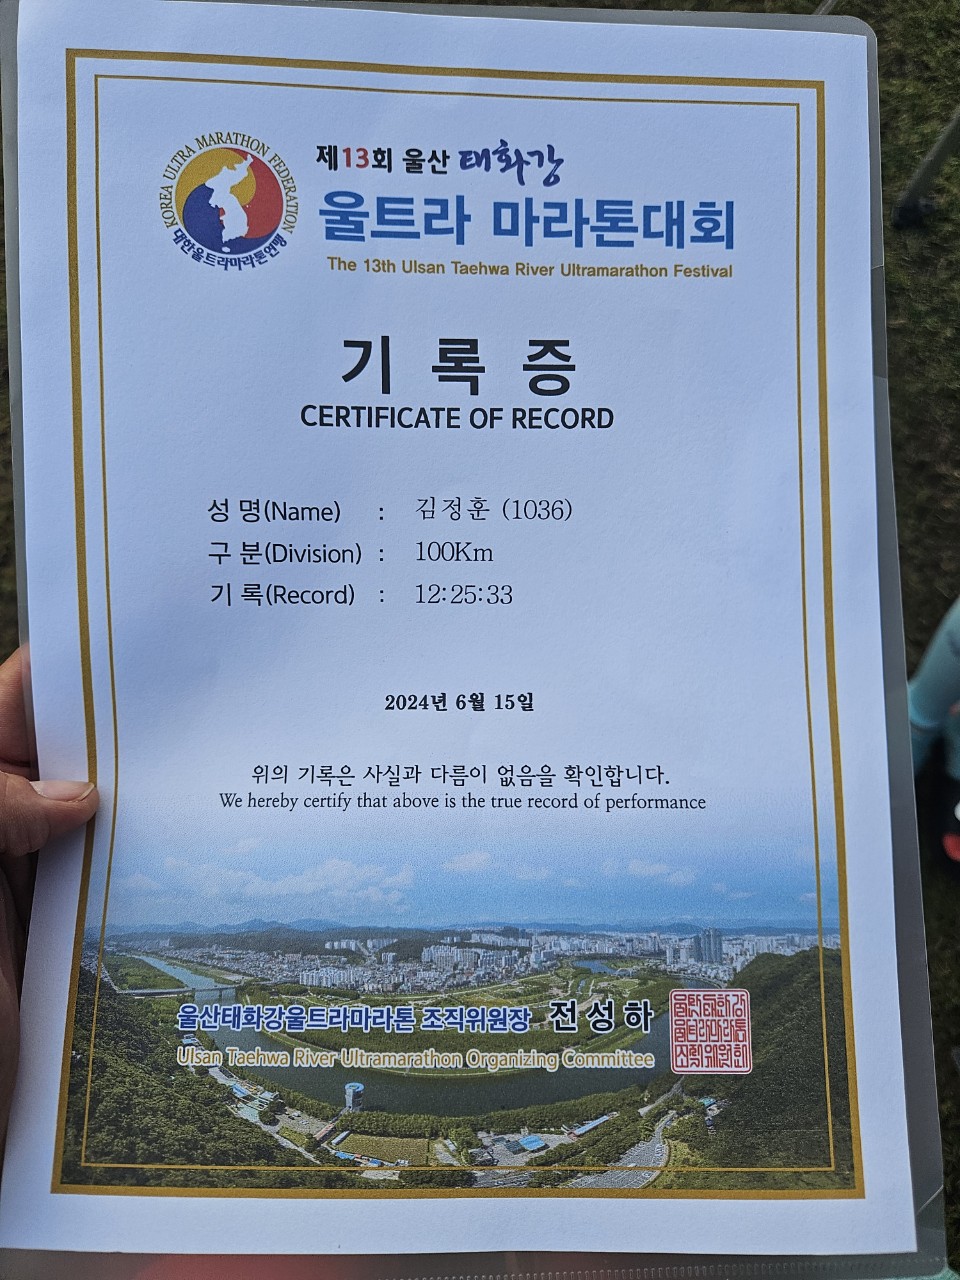 KOREA ULTRA MARATHON FEDERATION
대한울트라마라톤연맹
제13회 울산 태화강
울트라 마라톤대회
The 13th Ulsan Taehwa River Ultramarathon Festival
기 록 증
CERTIFICATE OF RECORD
성 명(Name) : 김정훈 (1036)
구 분(Division) : 100Km
기 록(Record) : 12:25:33
2024년 6월 15일
위의 기록은 사실과 다름이 없음을 확인합니다.
We hereby certify that above is the true record of performance
울산태화강울트라마라톤 조직위원장 전 성 하
Ulsan Taehwa River Ultramarathon Organizing Committee